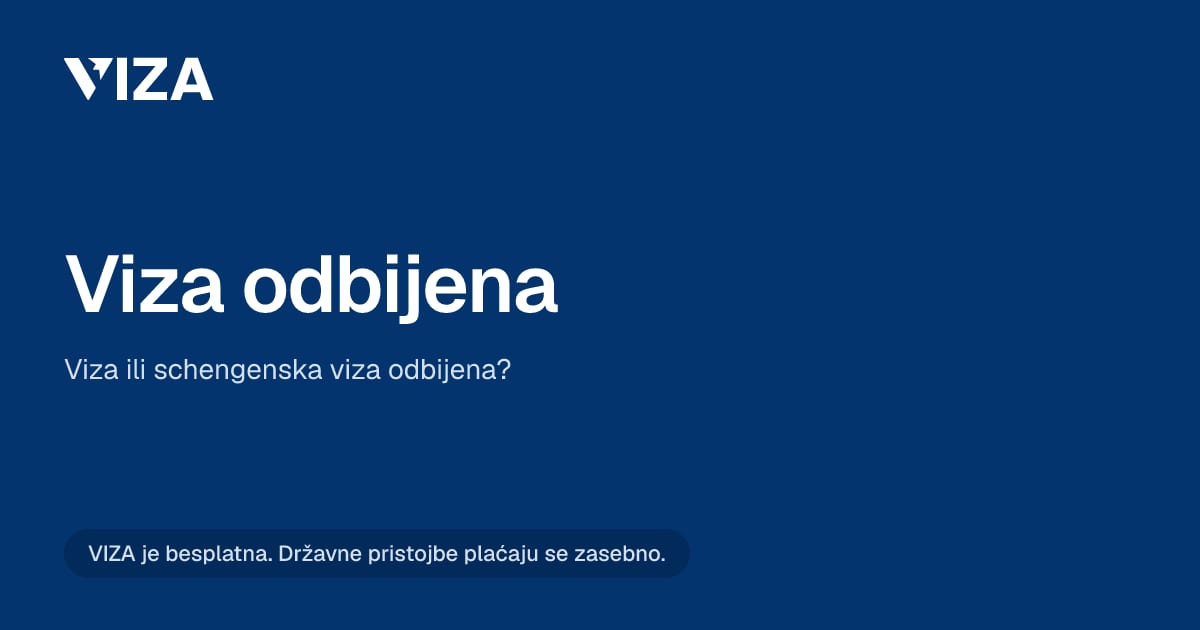 VIZA
Viza odbijena
Viza ili schengenska viza odbijena?
VIZA je besplatna. Državne pristojbe plaćaju se zasebno.